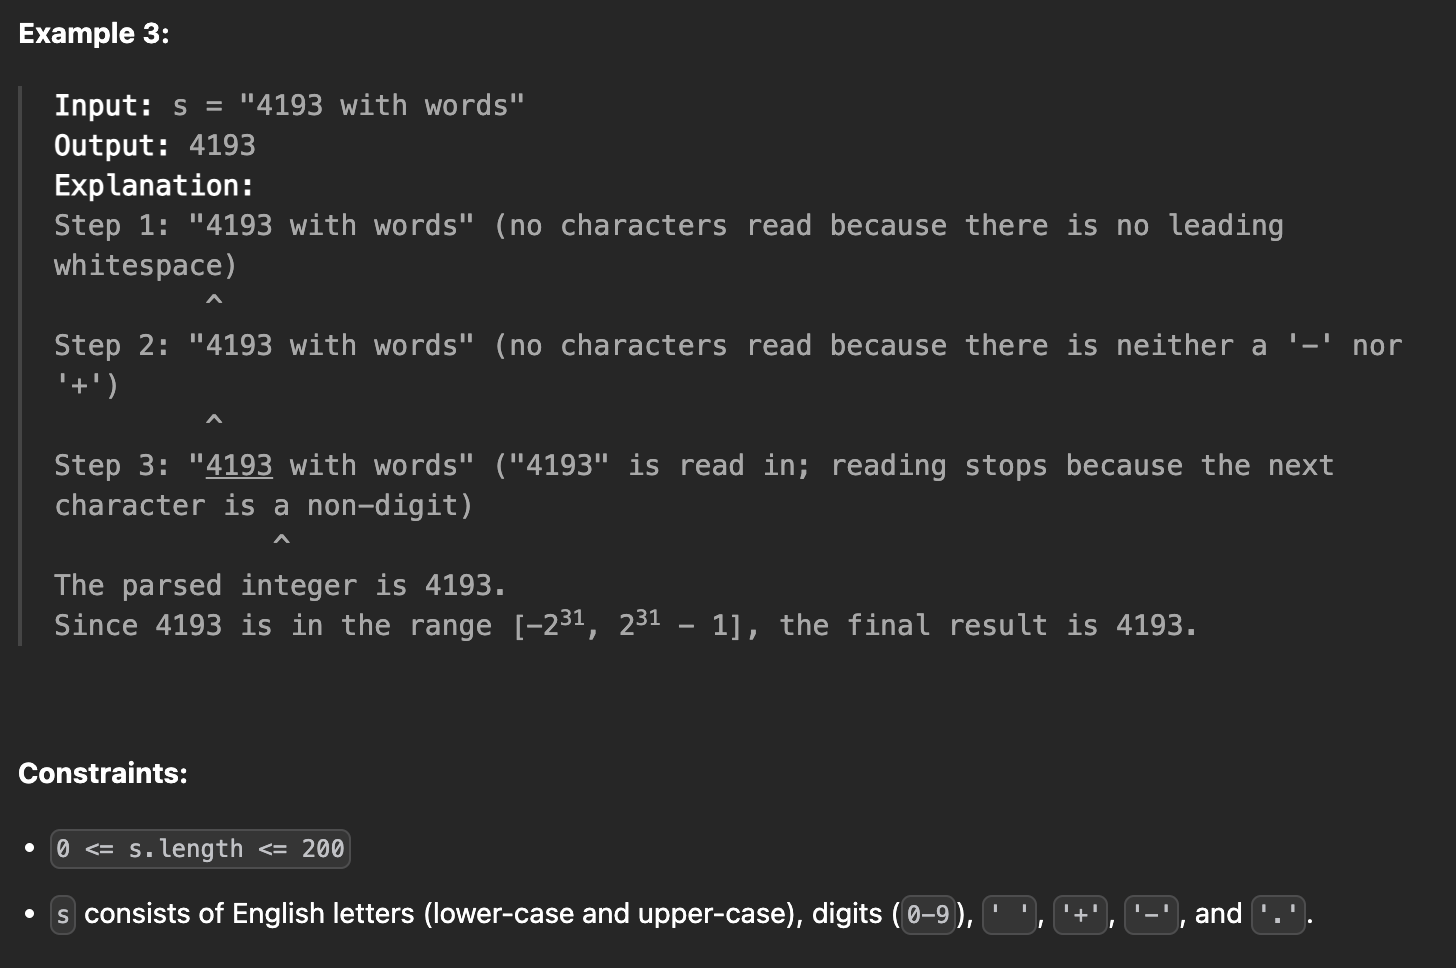 Example 3:
Input: s = "4193 with words"
Output: 4193
Explanation:
Step 1: "4193 with words" (no characters read because there is no leading
whitespace)
^
Step 2: "4193 with words" (no characters read because there is neither a '-' nor
'+')
^
Step 3: "4193 with words" ("4193" is read in; reading stops because the next
character is a non-digit)
^
The parsed integer is 4193.
Since 4193 is in the range [-2³¹, 2³¹ - 1], the final result is 4193.
Constraints:
• 0 <= s.length <= 200
• s consists of English letters (lower-case and upper-case), digits (0-9), ' ', '+', '-', and '.'.